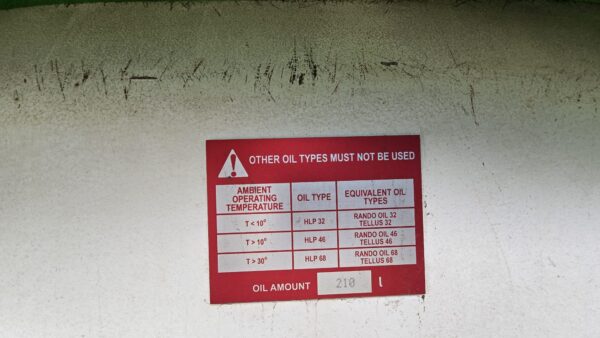 OTHER OIL TYPES MUST NOT BE USED
AMBIENT OPERATING TEMPERATURE OIL TYPE EQUIVALENT OIL TYPES
T < 10° HLP 32 RANDO OIL 32 TELLUS 32
T > 10° HLP 46 RANDO OIL 46 TELLUS 46
T > 30° HLP 68 RANDO OIL 68 TELLUS 68
OIL AMOUNT 210 l